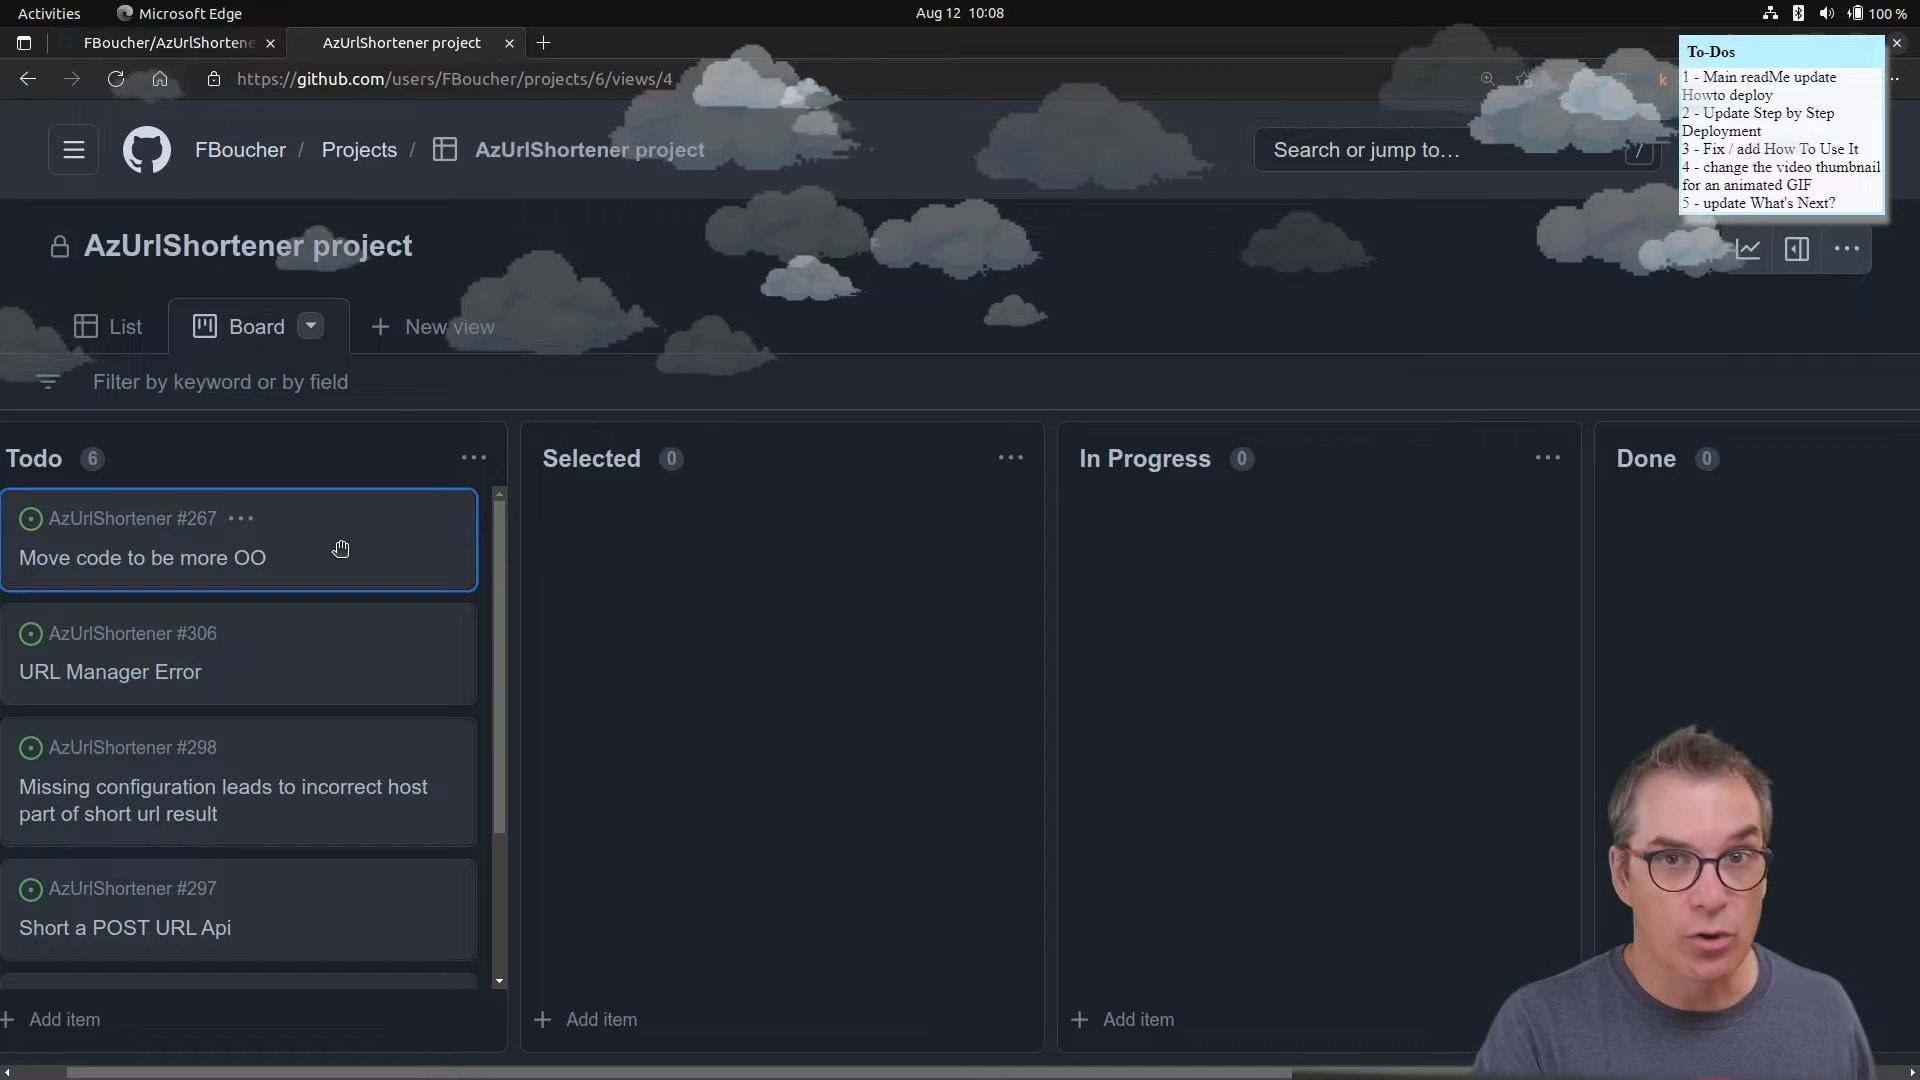 Activities
Microsoft Edge
Aug 12 10:08
100 %
FBoucher/AzUrlShortene
AzUrlShortener project
https://github.com/users/FBoucher/projects/6/views/4
k
To-Dos
1 - Main readMe update
Howto deploy
2 - Update Step by Step
Deployment
3 - Fix / add How To Use It
4 - change the video thumbnail
for an animated GIF
5 - update What's Next?
FBoucher / Projects / AzUrlShortener project
Search or jump to…
/
AzUrlShortener project
List
Board
New view
Filter by keyword or by field
Todo 6
AzUrlShortener #267
Move code to be more OO
AzUrlShortener #306
URL Manager Error
AzUrlShortener #298
Missing configuration leads to incorrect host
part of short url result
AzUrlShortener #297
Short a POST URL Api
+ Add item
Selected 0
+ Add item
In Progress 0
+ Add item
Done 0